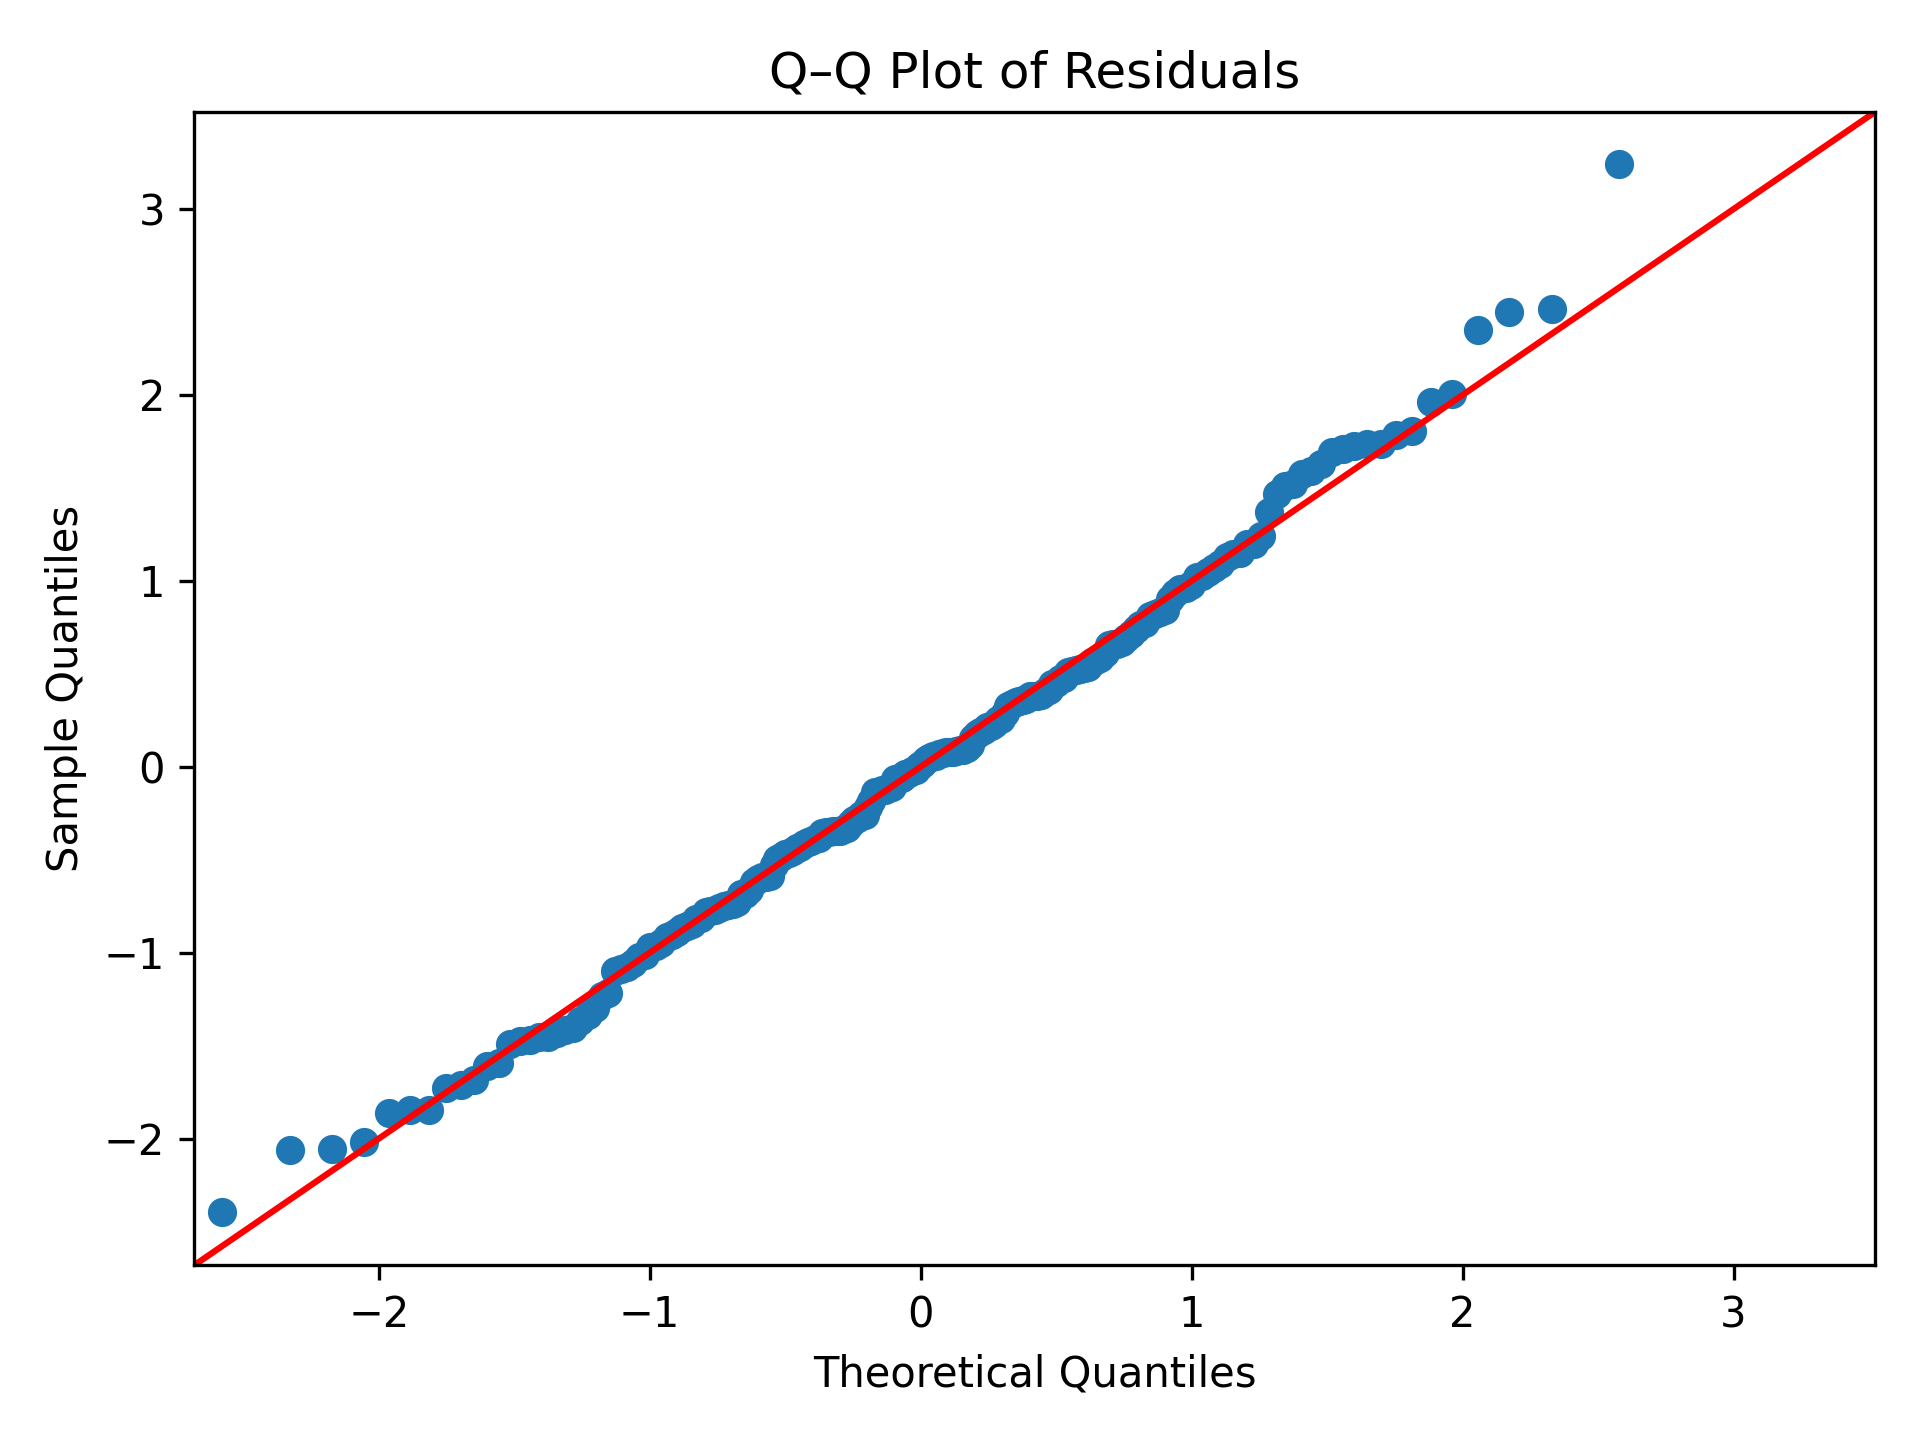 Q–Q Plot of Residuals
3
2
1
0
−1
−2
Sample Quantiles
−2 −1 0 1 2 3
Theoretical Quantiles